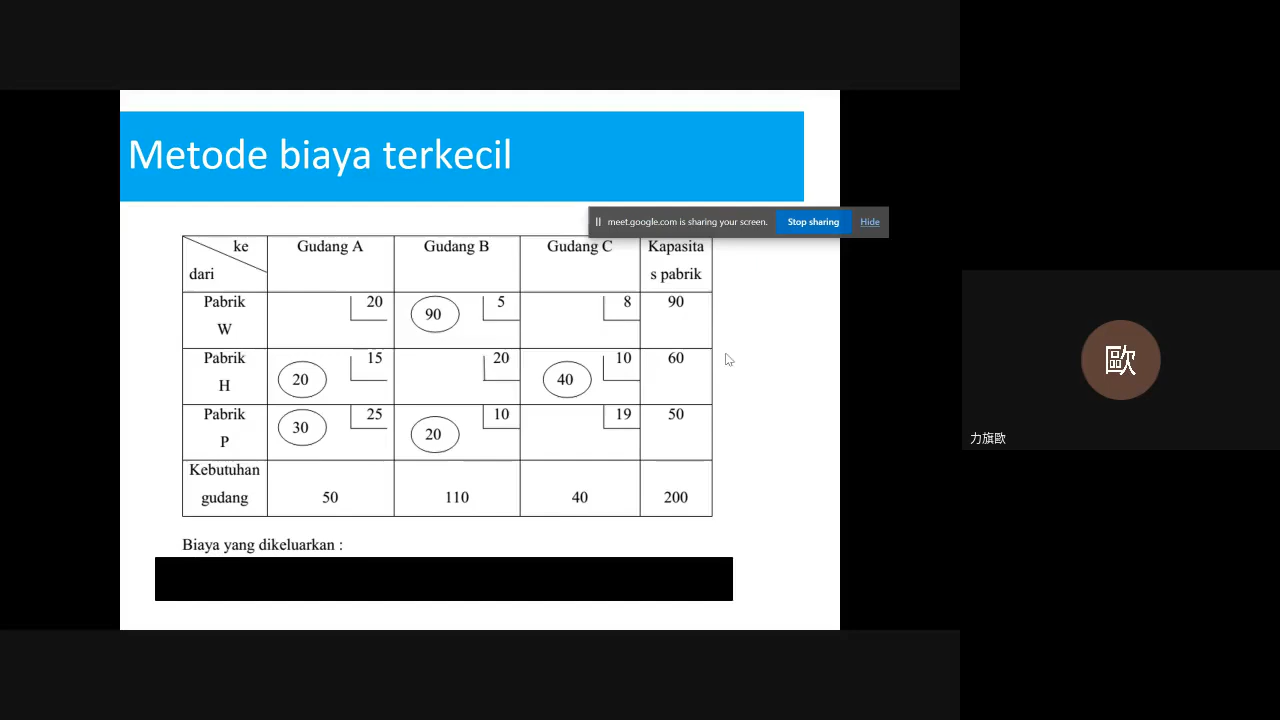 Metode biaya terkecil
meet.google.com is sharing your screen. Stop sharing Hide
ke Gudang A Gudang B Gudang C Kapasita
dari s pabrik
Pabrik 20 90 5 8 90
W
Pabrik 15 20 10 60
H 20 40
Pabrik 25 10 19 50
P 30 20
Kebutuhan
gudang 50 110 40 200
Biaya yang dikeluarkan :
歐
力旗歐